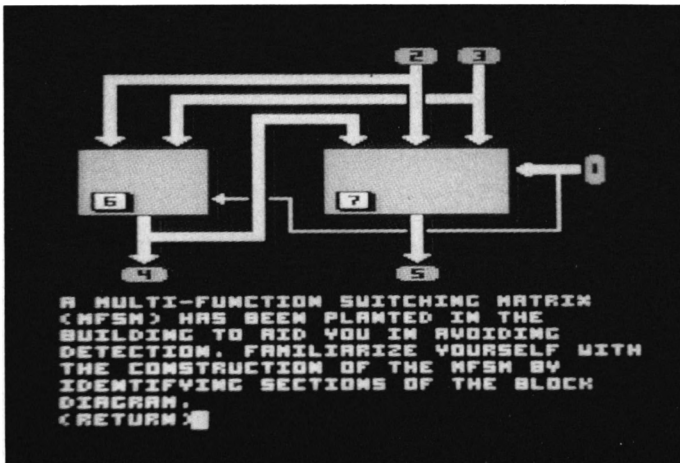 2 3
1
6 7
4 5
A MULTI-FUNCTION SWITCHING MATRIX
(MFSM) HAS BEEN PLANTED IN THE
BUILDING TO AID YOU IN AVOIDING
DETECTION. FAMILIARIZE YOURSELF WITH
THE CONSTRUCTION OF THE MFSM BY
IDENTIFYING SECTIONS OF THE BLOCK
DIAGRAM.
(RETURN)